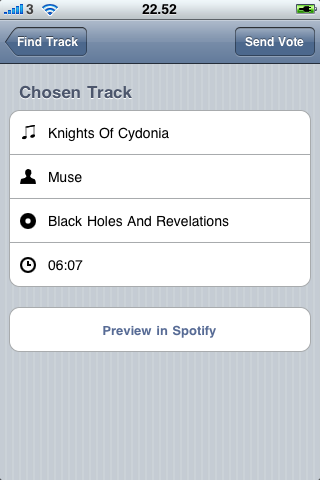 3 22.52
Find Track Send Vote
Chosen Track
Knights Of Cydonia
Muse
Black Holes And Revelations
06:07
Preview in Spotify